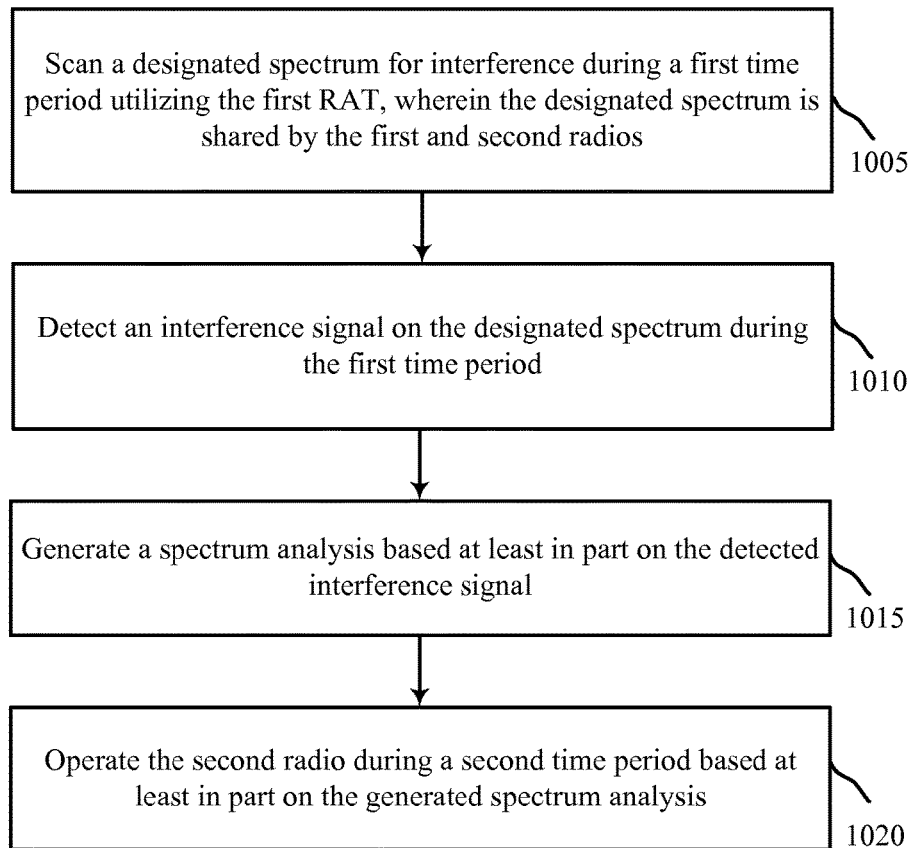 Scan a designated spectrum for interference during a first time
period utilizing the first RAT, wherein the designated spectrum is
shared by the first and second radios
1005
Detect an interference signal on the designated spectrum during
the first time period
1010
Generate a spectrum analysis based at least in part on the detected
interference signal
1015
Operate the second radio during a second time period based at
least in part on the generated spectrum analysis
1020